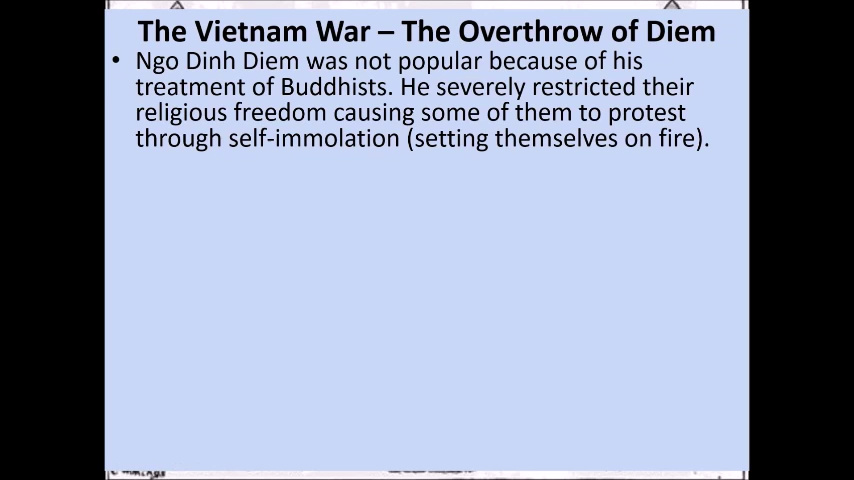 The Vietnam War – The Overthrow of Diem
• Ngo Dinh Diem was not popular because of his
treatment of Buddhists. He severely restricted their
religious freedom causing some of them to protest
through self-immolation (setting themselves on fire).